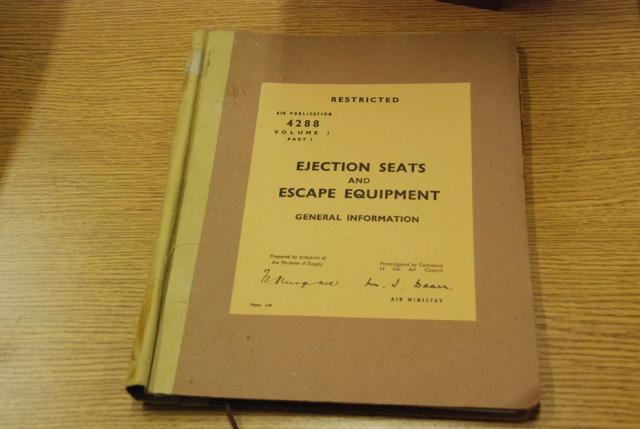 RESTRICTED
AIR PUBLICATION
4288
VOLUME I
PART I
EJECTION SEATS
AND
ESCAPE EQUIPMENT
GENERAL INFORMATION
Prepared by direction of
the Minister of Supply
Promulgated by Command
of the Air Council
AIR MINISTRY